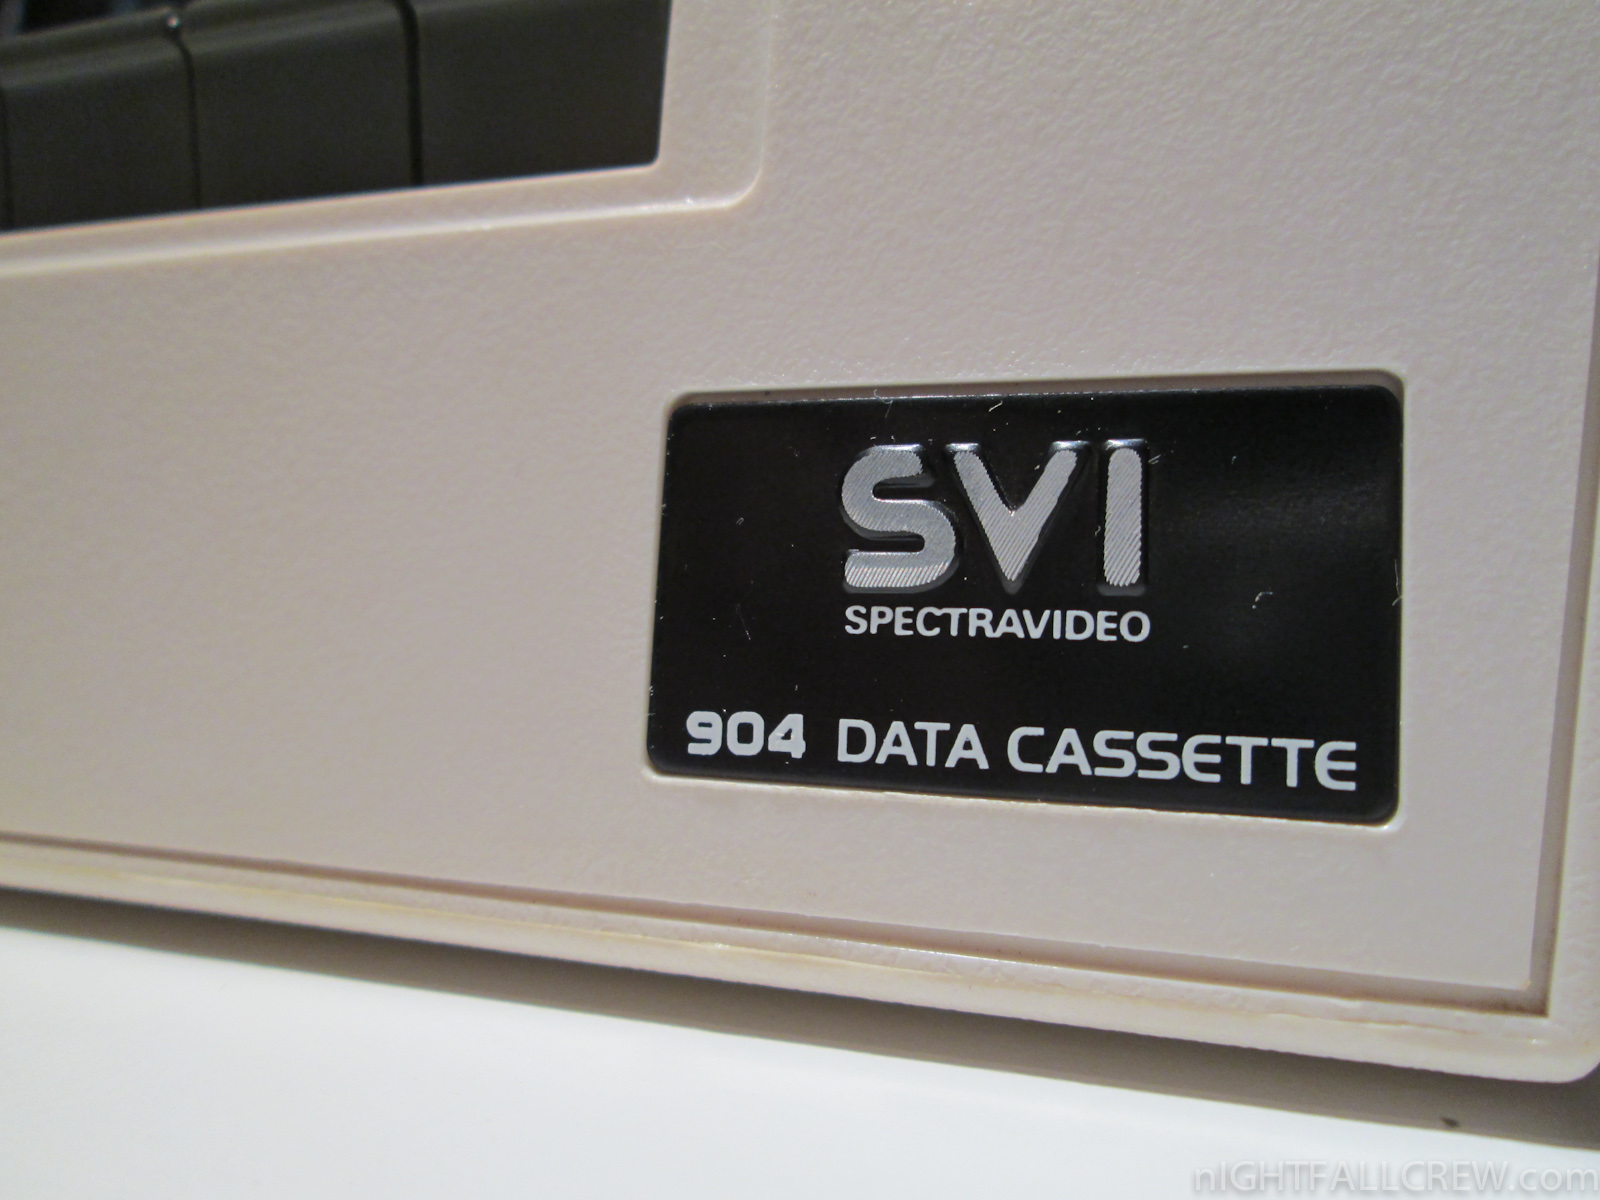 SVI
SPECTRAVIDEO
904 DATA CASSETTE
nIGHTFALLCREW.com